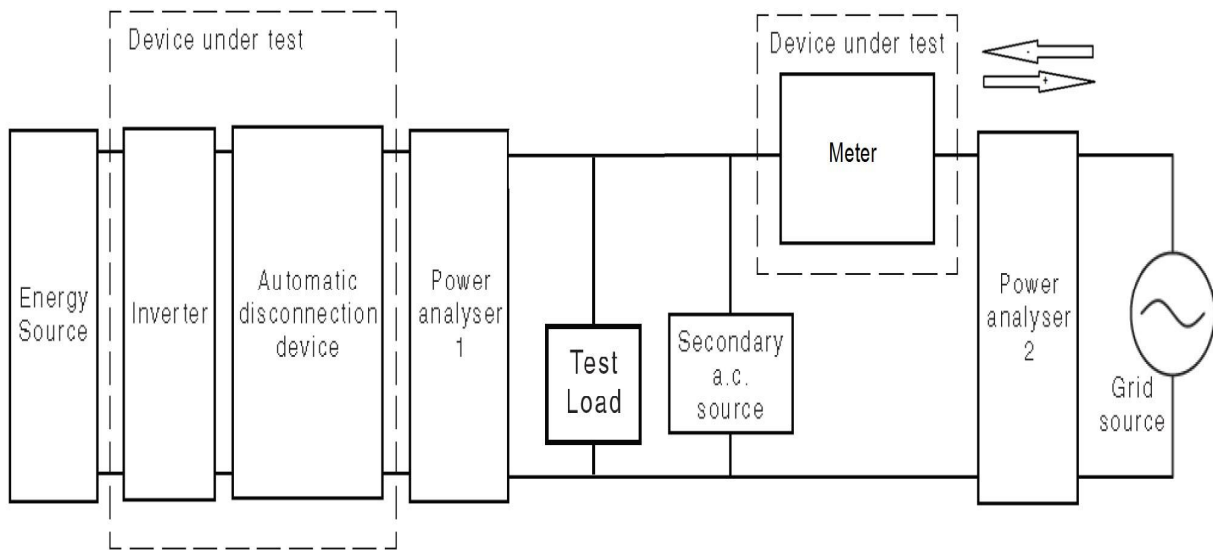 Device under test
Device under test
-
+
Meter
Energy
Source
Inverter
Automatic
disconnection
device
Power
analyser
1
Test
Load
Secondary
a.c.
source
Power
analyser
2
Grid
source